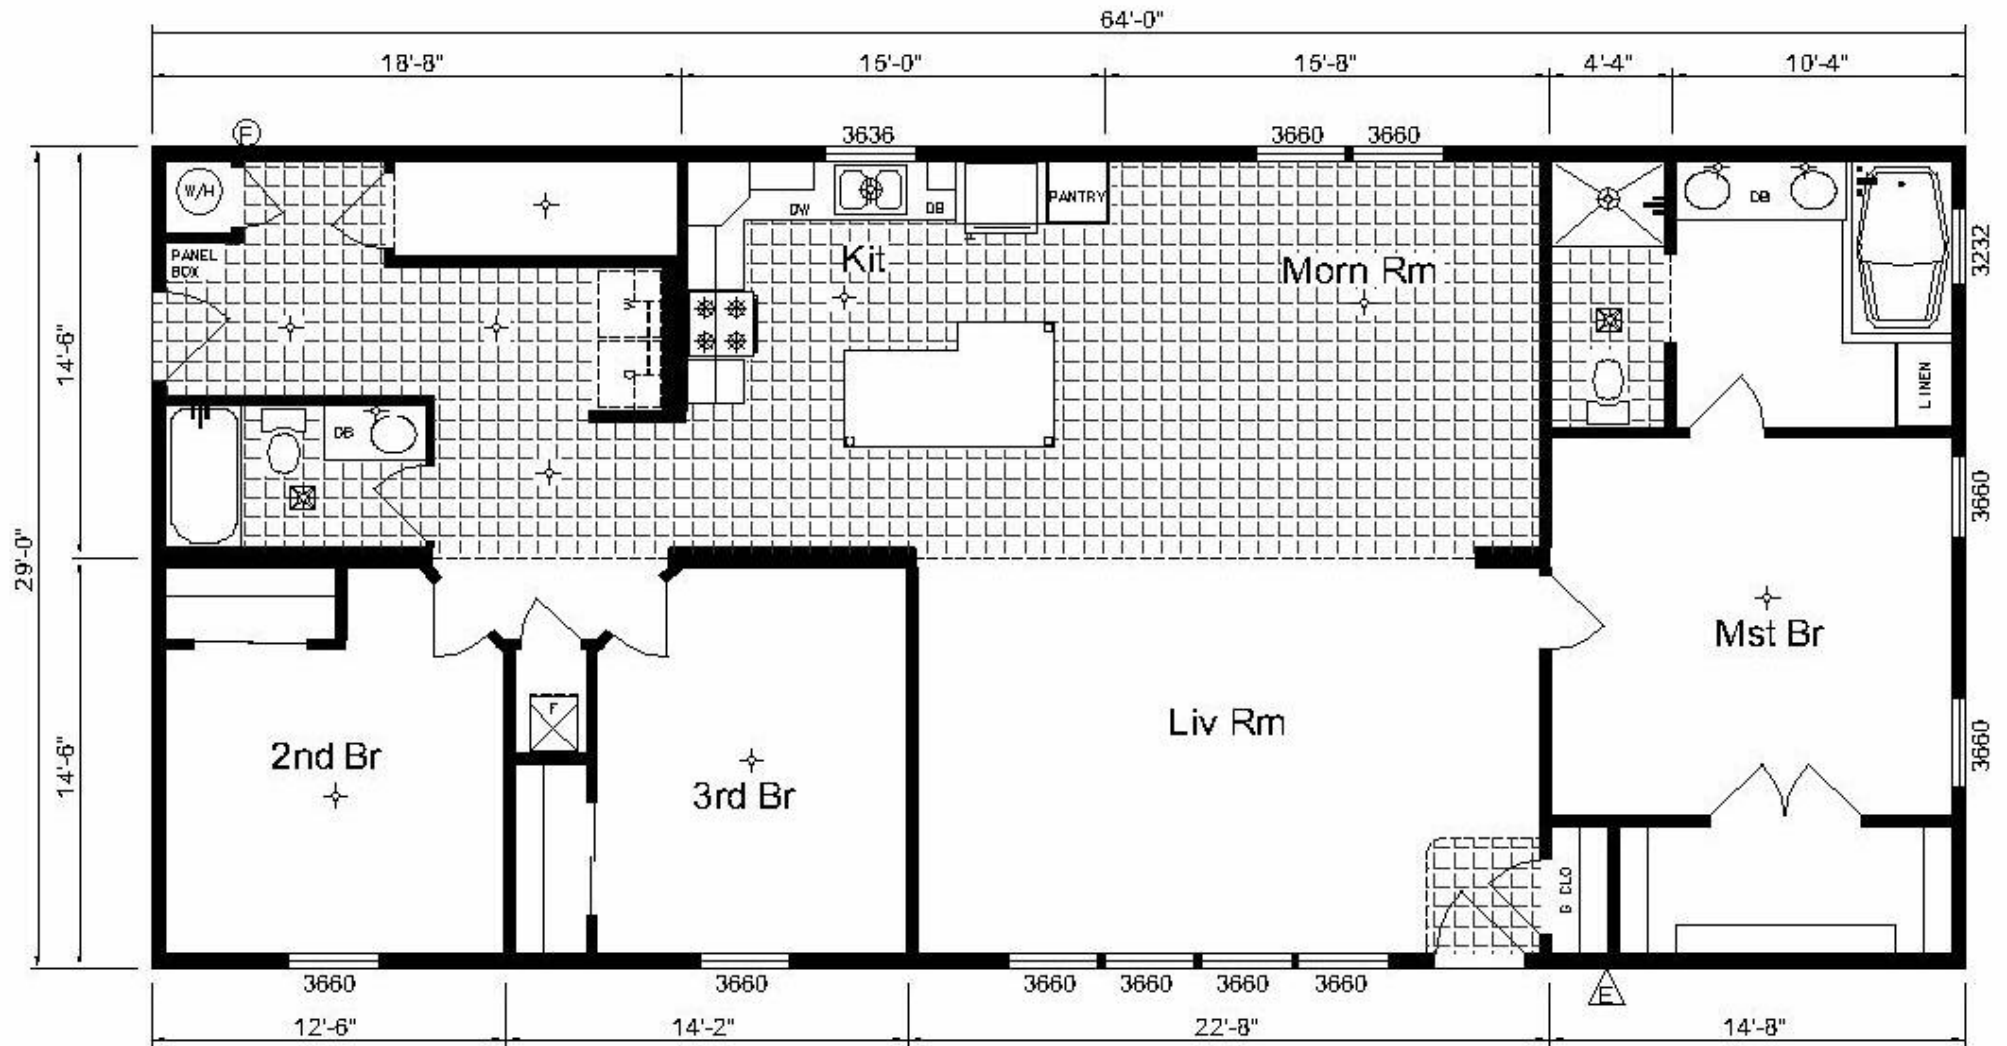 64'-0"
18'-8"
15'-0"
15'-8"
4'-4"
10'-4"
F
3636
3660
3660
W/H
PANEL
BOX
DW
DB
PANTRY
DB
3232
Kit
Morn Rm
W
D
14'-6"
LINEN
DB
3660
29'-0"
Mst Br
F
Liv Rm
2nd Br
3rd Br
14'-6"
3660
G CLO
3660
3660
3660
3660
3660
3660
E
12'-6"
14'-2"
22'-8"
14'-8"